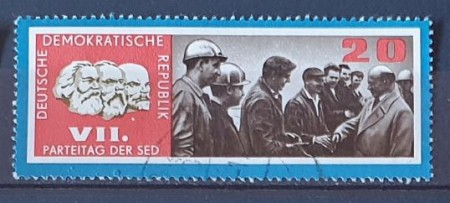 DEUTSCHE
DEMOKRATISCHE
REPUBLIK
VII.
PARTEITAG DER SED
20